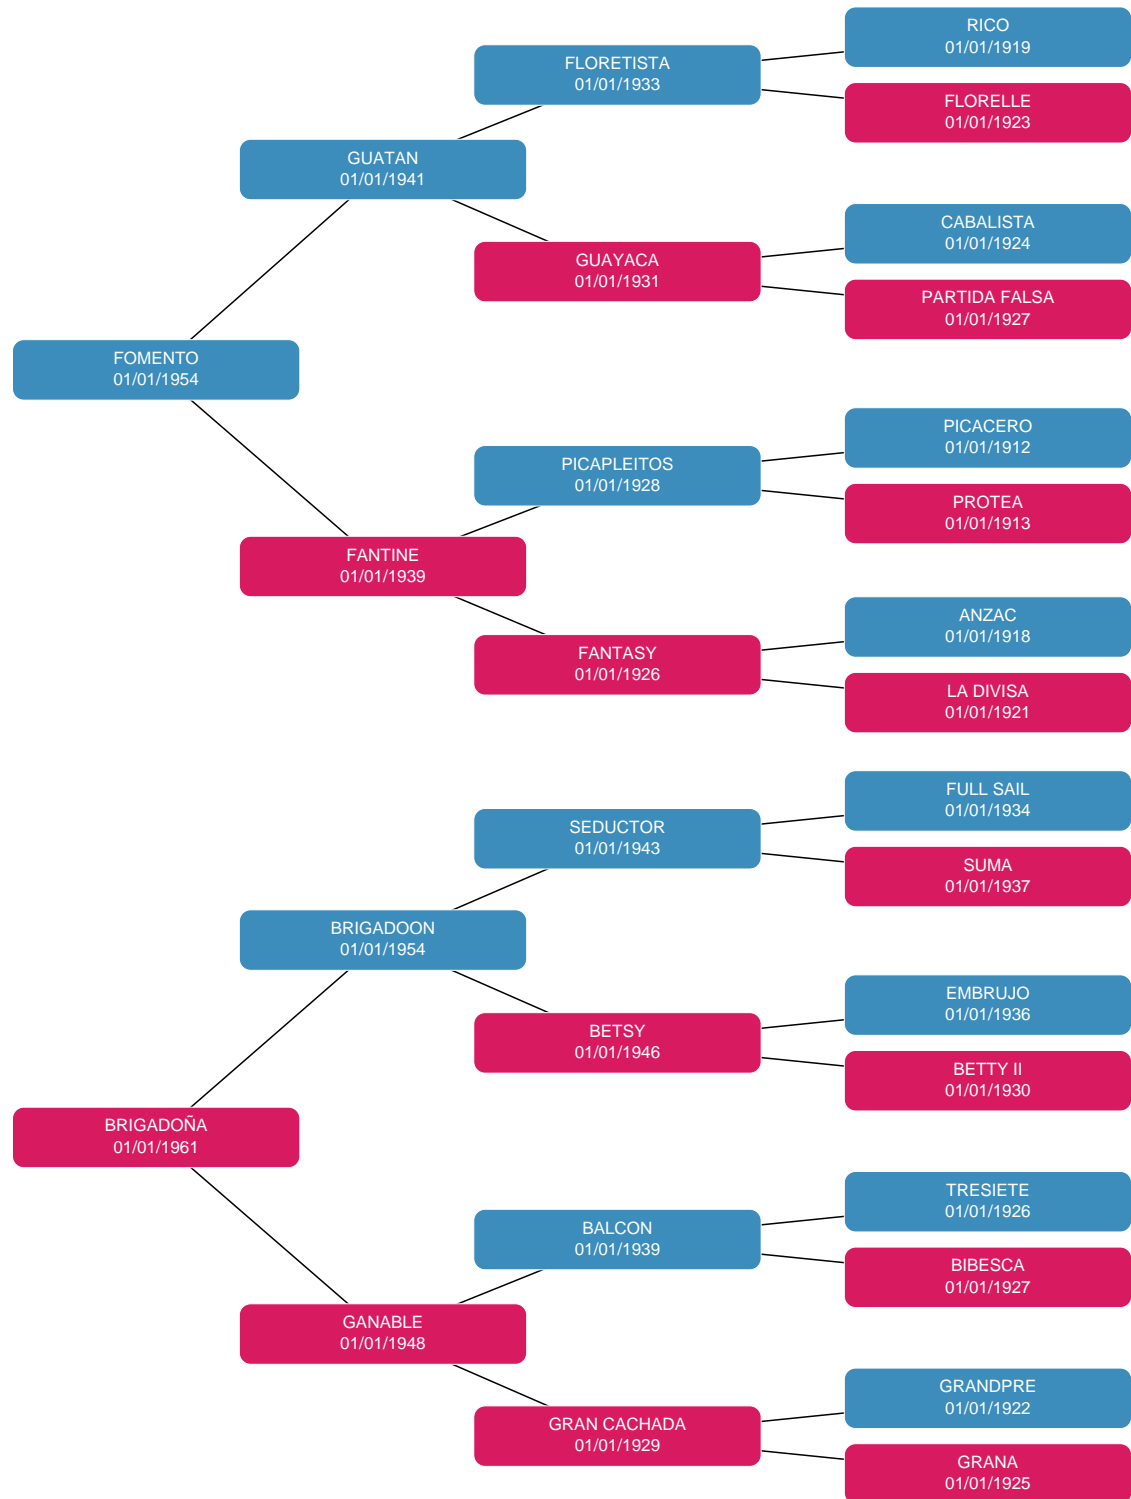 RICO
01/01/1919
FLORETISTA
01/01/1933
FLORELLE
01/01/1923
GUATAN
01/01/1941
CABALISTA
01/01/1924
GUAYACA
01/01/1931
PARTIDA FALSA
01/01/1927
FOMENTO
01/01/1954
PICACERO
01/01/1912
PICAPLEITOS
01/01/1928
PROTEA
01/01/1913
FANTINE
01/01/1939
ANZAC
01/01/1918
FANTASY
01/01/1926
LA DIVISA
01/01/1921
FULL SAIL
01/01/1934
SEDUCTOR
01/01/1943
SUMA
01/01/1937
BRIGADOON
01/01/1954
EMBRUJO
01/01/1936
BETSY
01/01/1946
BETTY II
01/01/1930
BRIGADOÑA
01/01/1961
TRESIETE
01/01/1926
BALCON
01/01/1939
BIBESCA
01/01/1927
GANABLE
01/01/1948
GRANDPRE
01/01/1922
GRAN CACHADA
01/01/1929
GRANA
01/01/1925